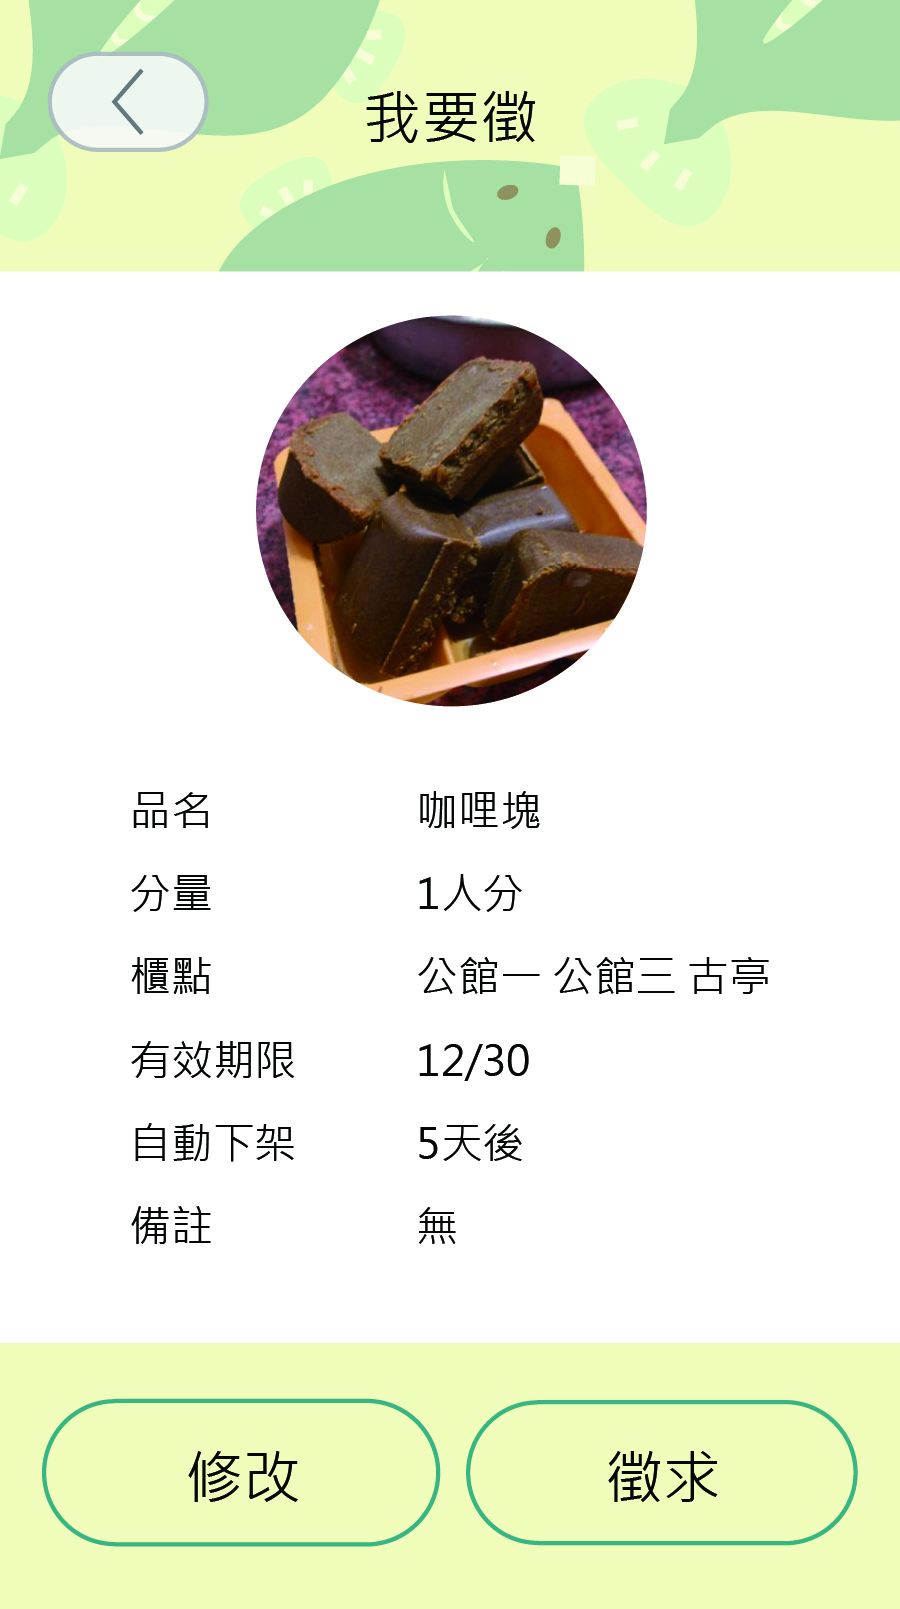 我要徵
品名 咖哩塊
分量 1人分
櫃點 公館一 公館三 古亭
有效期限 12/30
自動下架 5天後
備註 無
修改 徵求